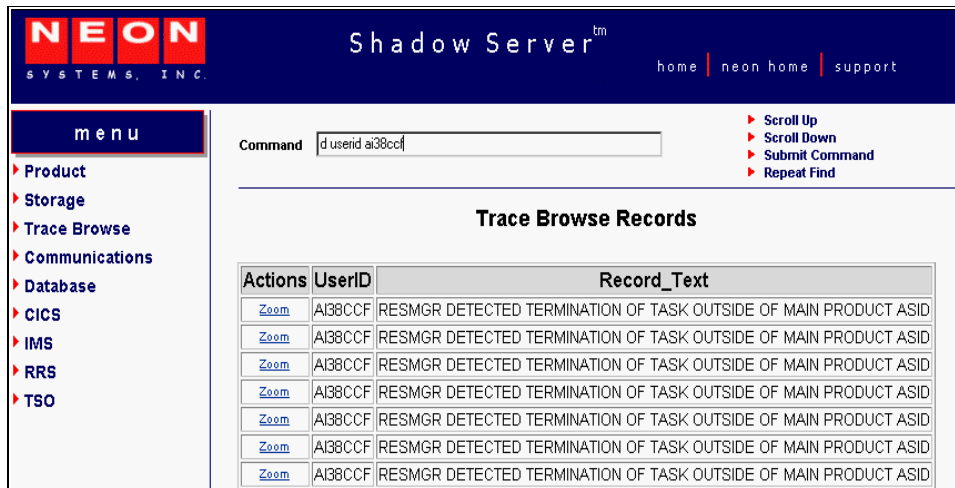 NEON
SYSTEMS, INC.
Shadow Server tm
home | neon home | support
menu
Product
Storage
Trace Browse
Communications
Database
CICS
IMS
RRS
TSO
Command d userid ai38ccf
Scroll Up
Scroll Down
Submit Command
Repeat Find
Trace Browse Records
Actions UserID Record_Text
Zoom AI38CCF RESMGR DETECTED TERMINATION OF TASK OUTSIDE OF MAIN PRODUCT ASID
Zoom AI38CCF RESMGR DETECTED TERMINATION OF TASK OUTSIDE OF MAIN PRODUCT ASID
Zoom AI38CCF RESMGR DETECTED TERMINATION OF TASK OUTSIDE OF MAIN PRODUCT ASID
Zoom AI38CCF RESMGR DETECTED TERMINATION OF TASK OUTSIDE OF MAIN PRODUCT ASID
Zoom AI38CCF RESMGR DETECTED TERMINATION OF TASK OUTSIDE OF MAIN PRODUCT ASID
Zoom AI38CCF RESMGR DETECTED TERMINATION OF TASK OUTSIDE OF MAIN PRODUCT ASID
Zoom AI38CCF RESMGR DETECTED TERMINATION OF TASK OUTSIDE OF MAIN PRODUCT ASID